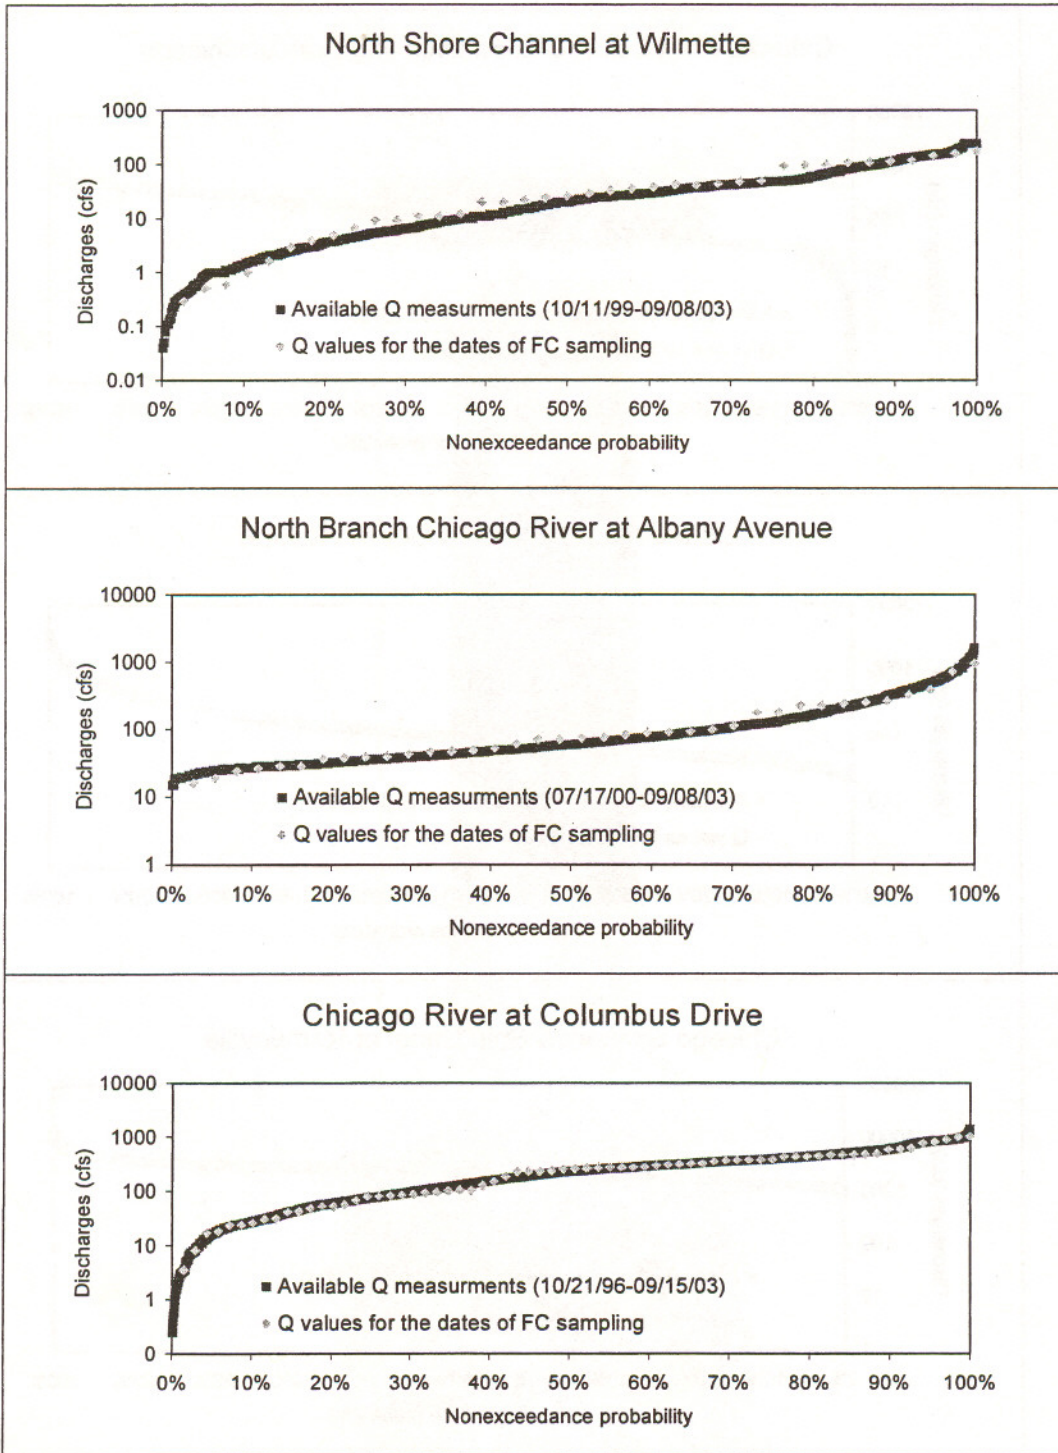 North Shore Channel at Wilmette
1000
100
10
1
0.1
0.01
Discharges (cfs)
Available Q measurments (10/11/99-09/08/03)
Q values for the dates of FC sampling
0% 10% 20% 30% 40% 50% 60% 70% 80% 90% 100%
Nonexceedance probability
North Branch Chicago River at Albany Avenue
10000
1000
100
10
1
Discharges (cfs)
Available Q measurments (07/17/00-09/08/03)
Q values for the dates of FC sampling
0% 10% 20% 30% 40% 50% 60% 70% 80% 90% 100%
Nonexceedance probability
Chicago River at Columbus Drive
10000
1000
100
10
1
0
Discharges (cfs)
Available Q measurments (10/21/96-09/15/03)
Q values for the dates of FC sampling
0% 10% 20% 30% 40% 50% 60% 70% 80% 90% 100%
Nonexceedance probability